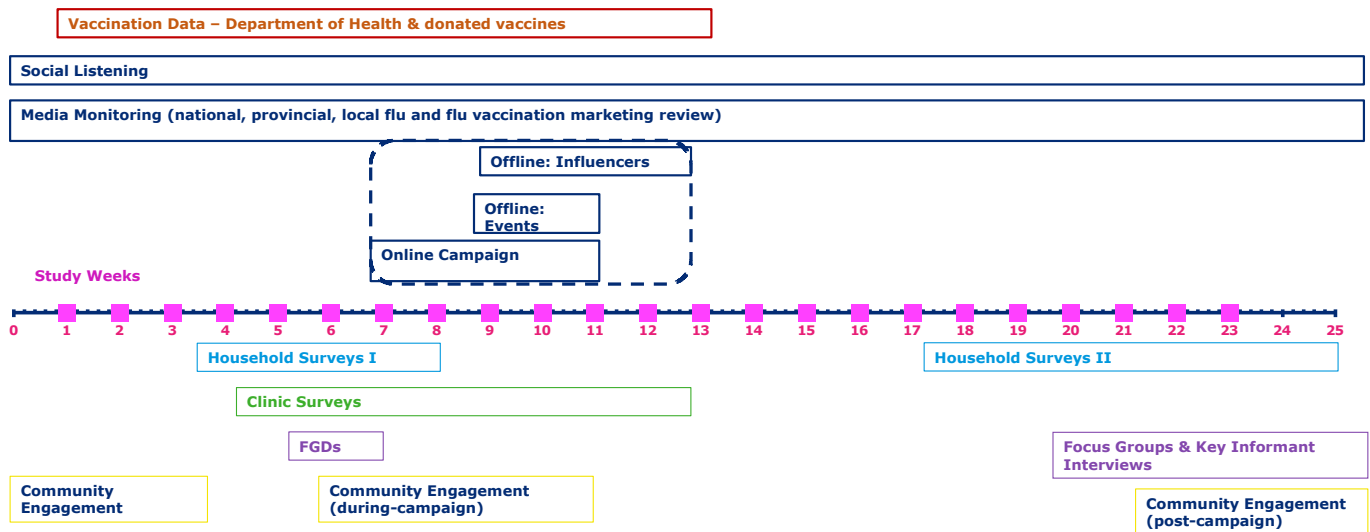 Vaccination Data – Department of Health & donated vaccines
Social Listening
Media Monitoring (national, provincial, local flu and flu vaccination marketing review)
Offline: Influencers
Offline:
Events
Online Campaign
Study Weeks
0 1 2 3 4 5 6 7 8 9 10 11 12 13 14 15 16 17 18 19 20 21 22 23 24 25
Household Surveys I
Household Surveys II
Clinic Surveys
FGDs
Focus Groups & Key Informant
Interviews
Community
Engagement
Community Engagement
(during-campaign)
Community Engagement
(post-campaign)